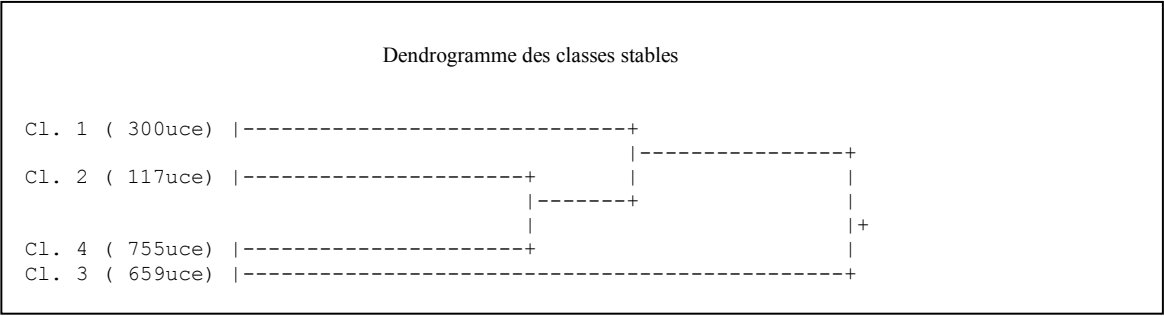 Dendrogramme des classes stables
Cl. 1 ( 300uce) |------------------------------+
|----------------+
Cl. 2 ( 117uce) |----------------------+ | |
|-------+ |
| |+
Cl. 4 ( 755uce) |----------------------+ |
Cl. 3 ( 659uce) |-----------------------------------------------+